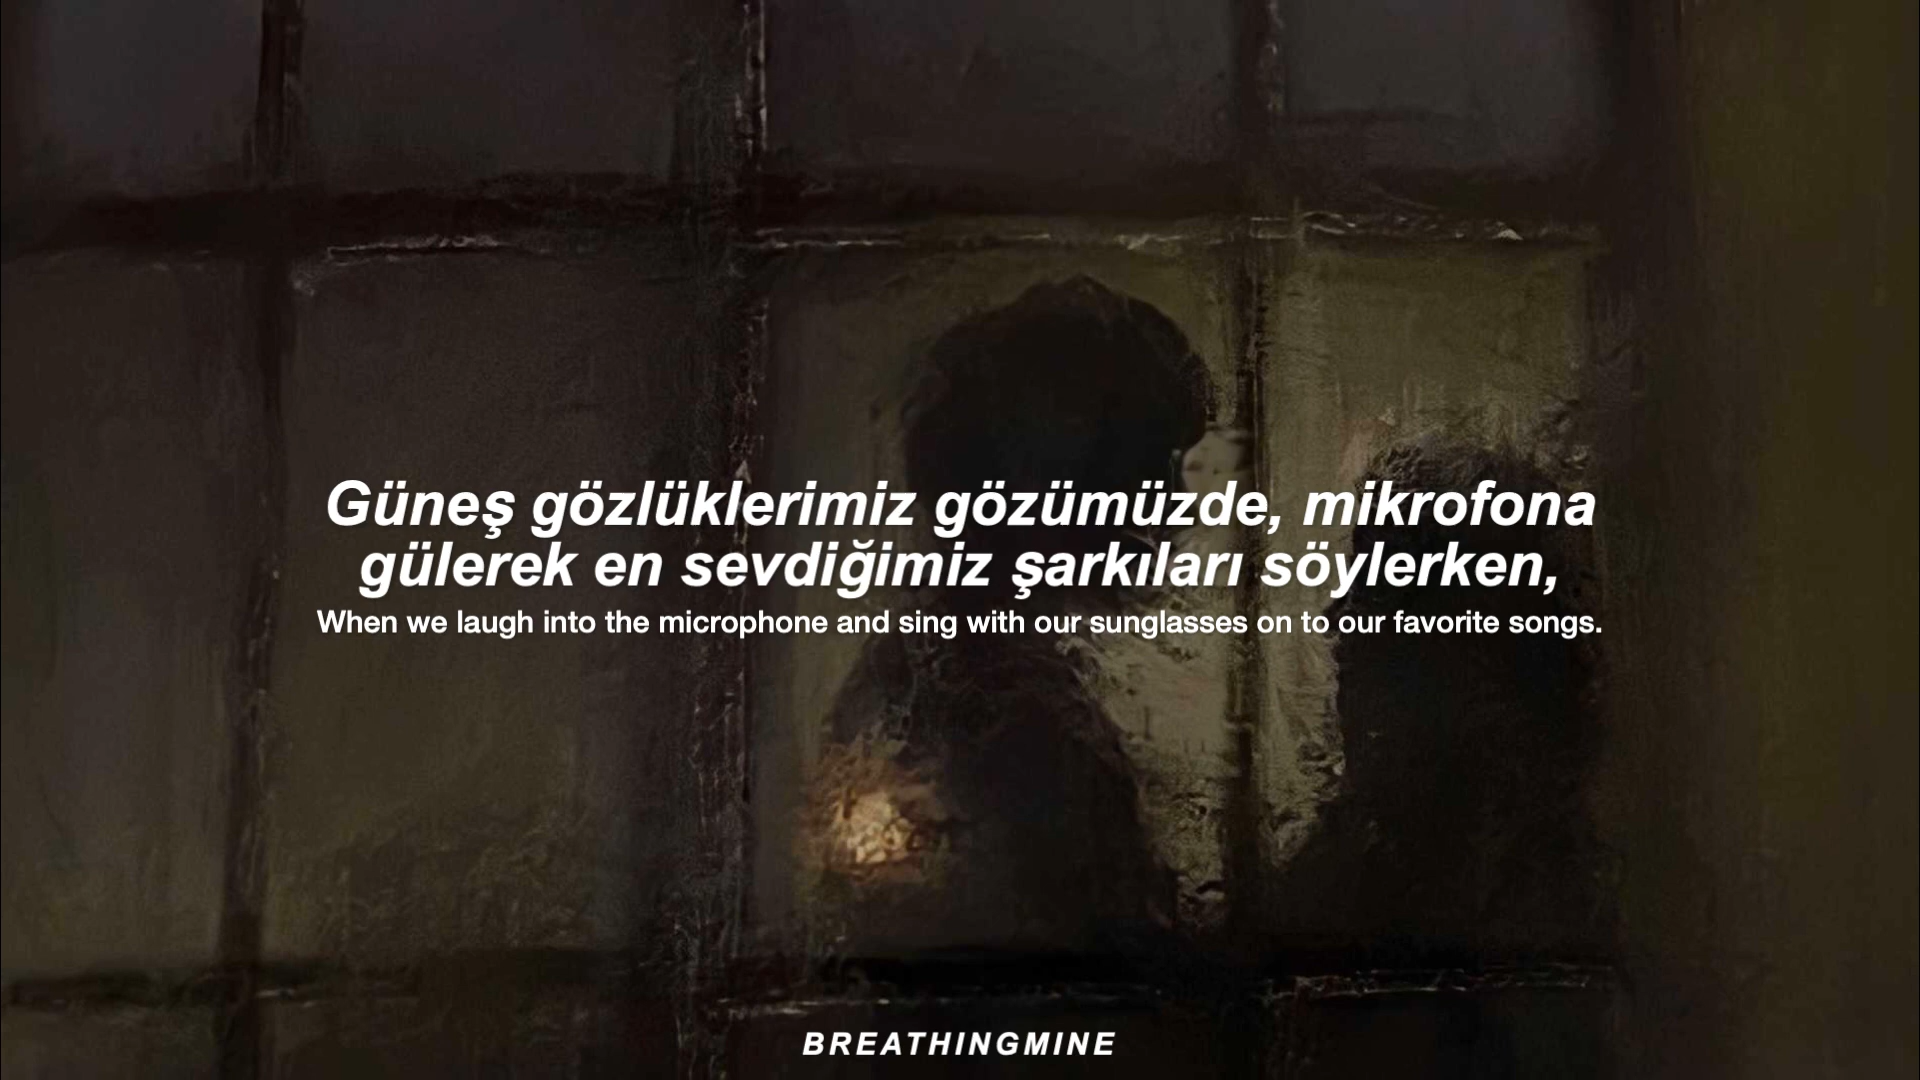 Güneş gözlüklerimiz gözümüzde, mikrofona
gülerek en sevdiğimiz şarkıları söylerken,
When we laugh into the microphone and sing with our sunglasses on to our favorite songs.
BREATHINGMINE